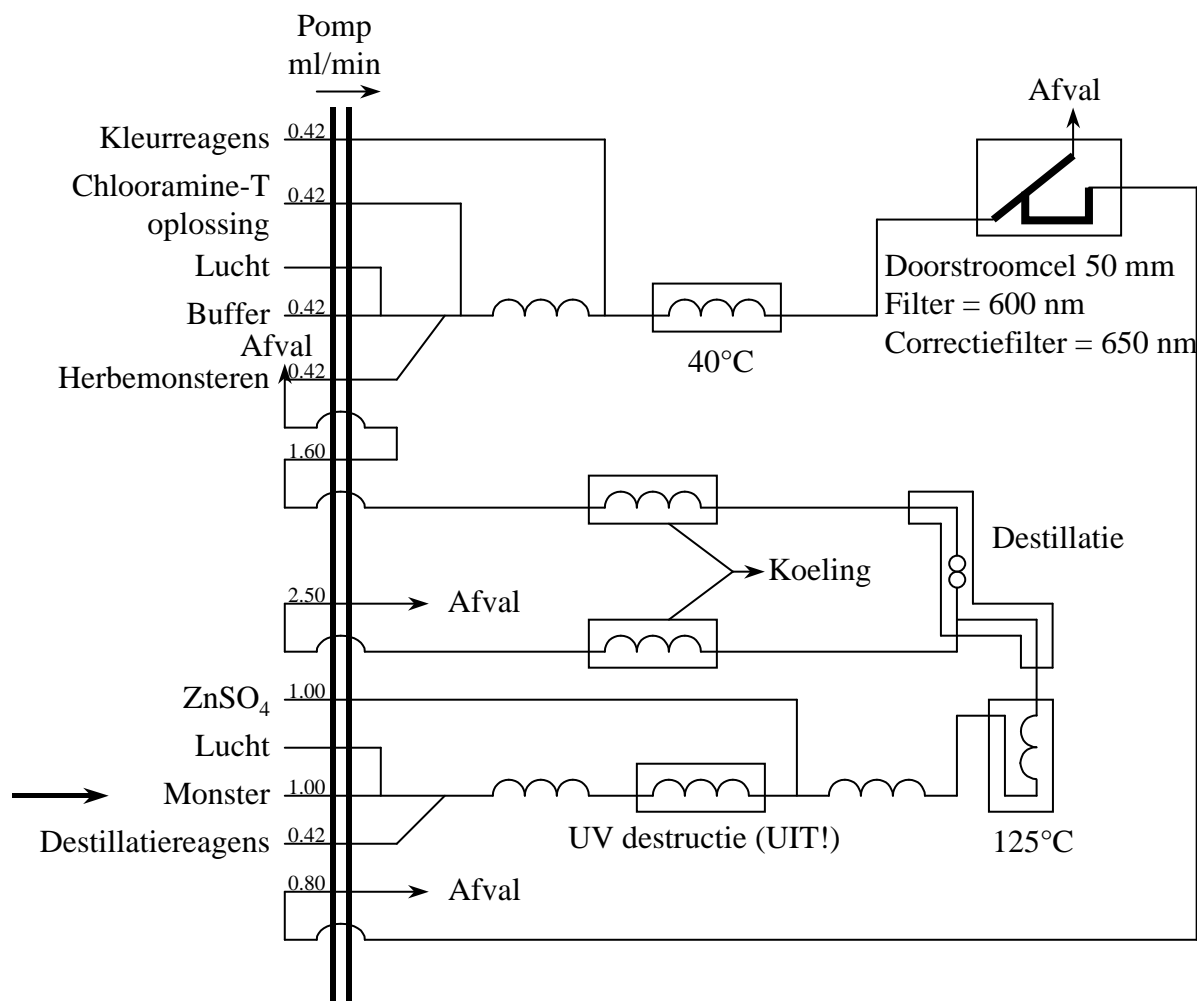 Pomp
ml/min
Afval
Kleurreagens 0.42
Chlooramine-T
oplossing
0.42
Lucht
Buffer 0.42
Afval
Herbemonsteren 0.42
1.60
Doorstroomcel 50 mm
Filter = 600 nm
Correctiefilter = 650 nm
40°C
Destillatie
Koeling
2.50 Afval
ZnSO₄ 1.00
Lucht
Monster 1.00
Destillatiereagens 0.42
UV destructie (UIT!)
125°C
0.80 Afval